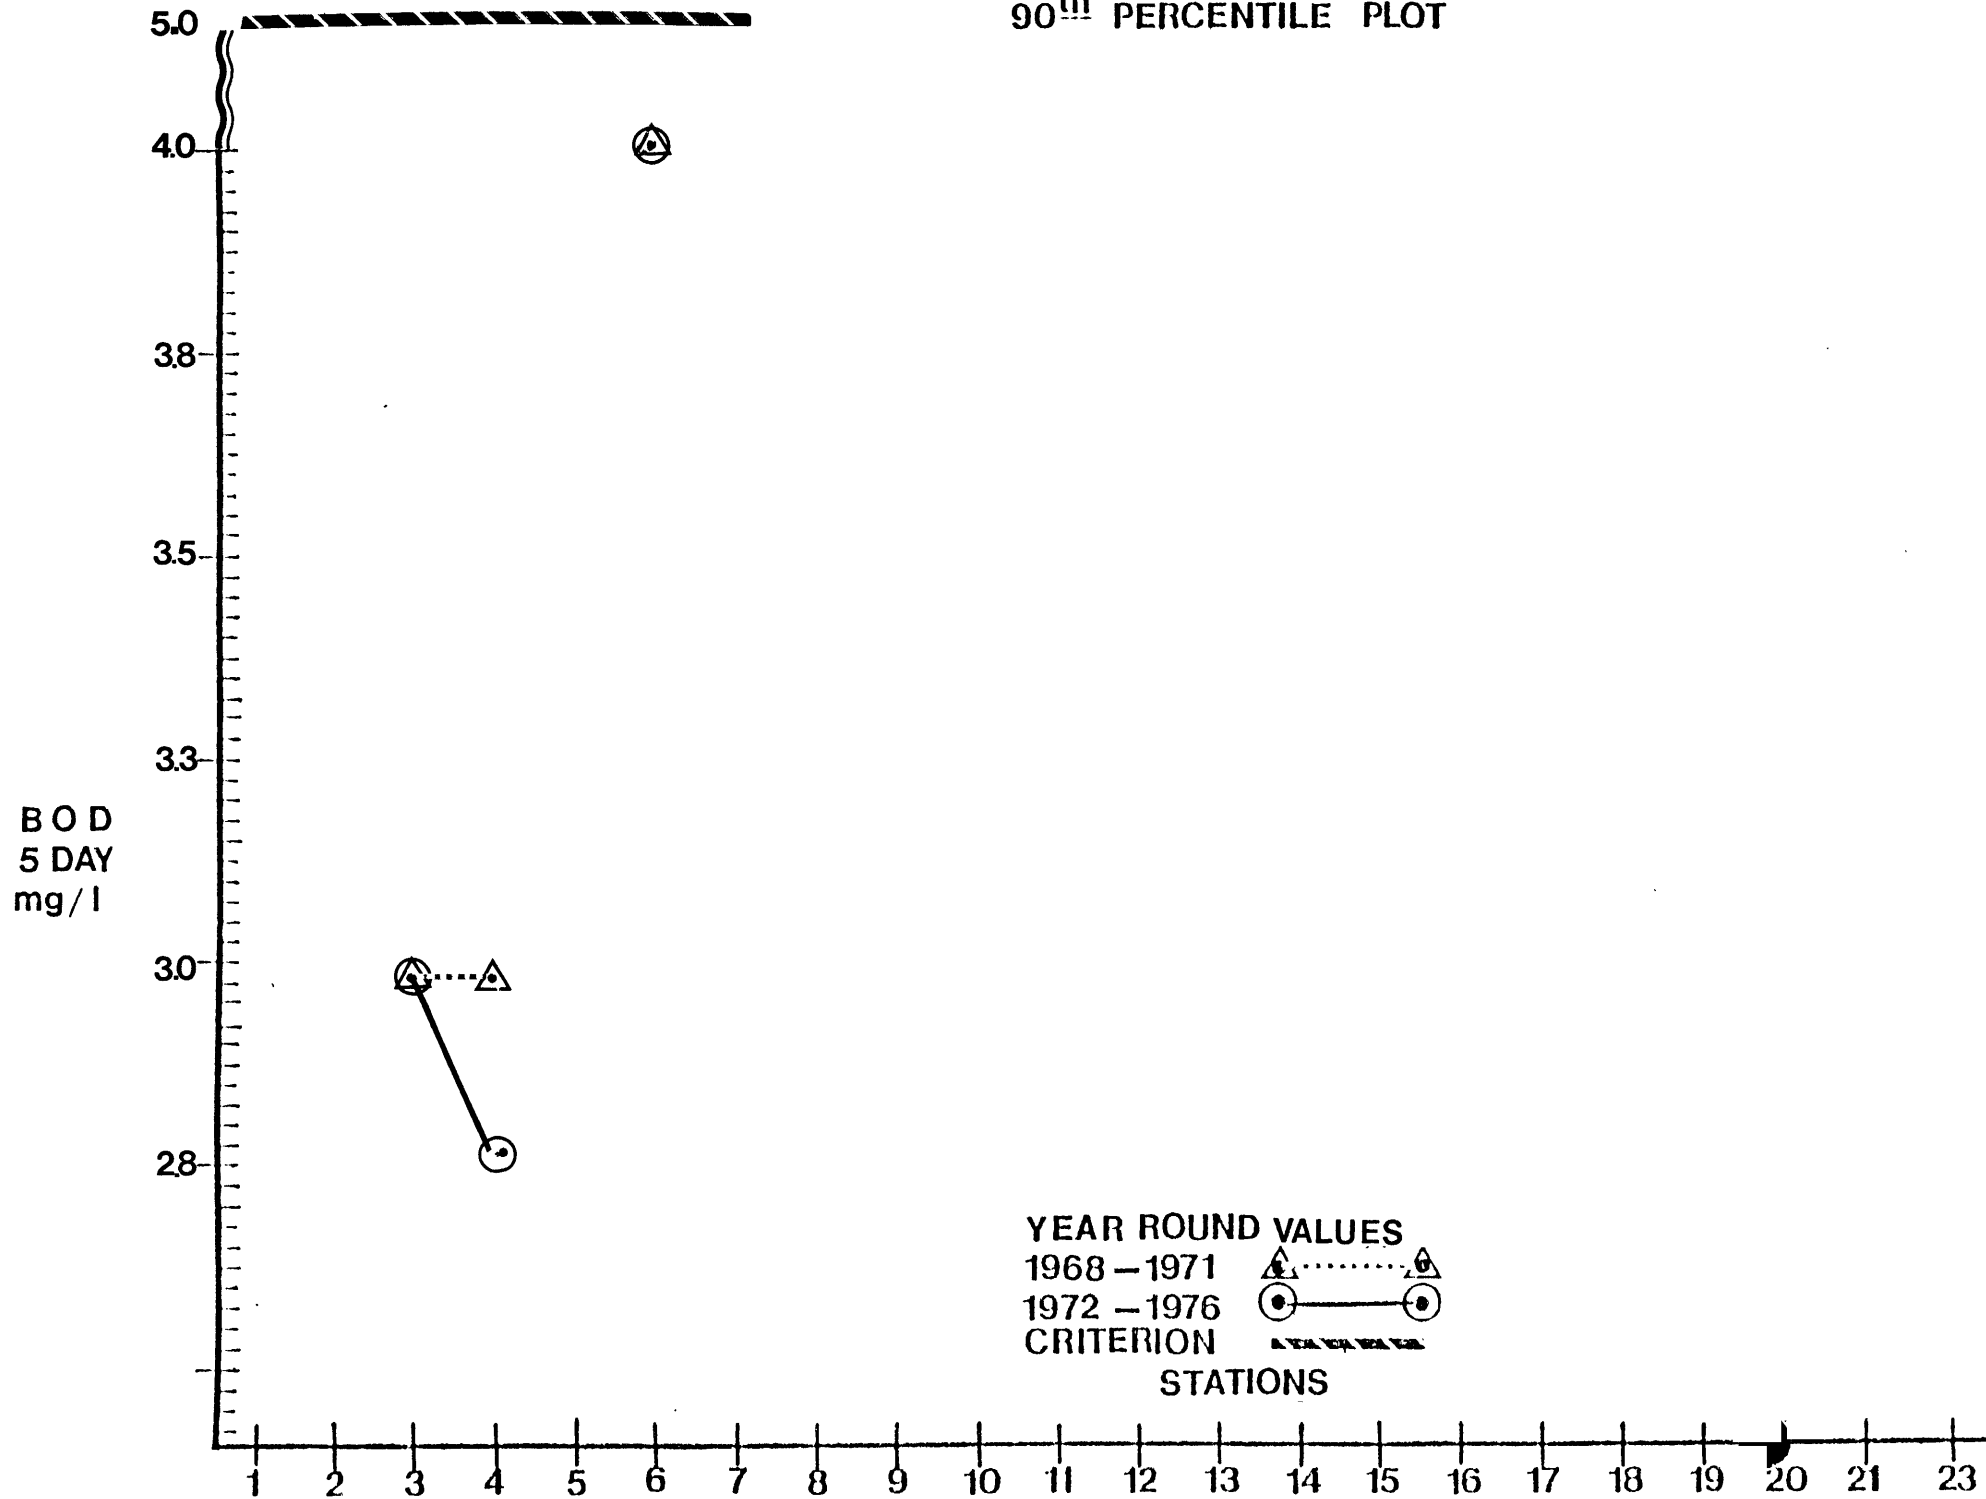 90th PERCENTILE PLOT
5.0
4.0
3.8
3.5
3.3
BOD
5 DAY
mg/l
3.0
2.8
YEAR ROUND VALUES
1968 – 1971
1972 – 1976
CRITERION
STATIONS
1 2 3 4 5 6 7 8 9 10 11 12 13 14 15 16 17 18 19 20 21 23